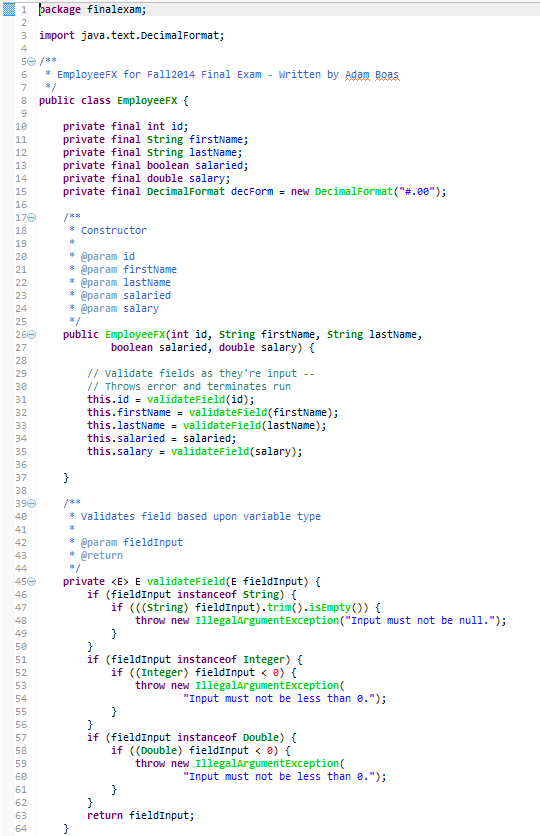 1 package finalexam;
2
3 import java.text.DecimalFormat;
4
5 /**
6 * EmployeeFX for Fall2014 Final Exam - Written by Adam Boas
7 */
8 public class EmployeeFX {
9
10 private final int id;
11 private final String firstName;
12 private final String lastName;
13 private final boolean salaried;
14 private final double salary;
15 private final DecimalFormat decForm = new DecimalFormat("#.00");
16
17 /**
18 * Constructor
19 *
20 * @param id
21 * @param firstName
22 * @param lastName
23 * @param salaried
24 * @param salary
25 */
26 public EmployeeFX(int id, String firstName, String lastName,
27 boolean salaried, double salary) {
28
29 // Validate fields as they're input --
30 // Throws error and terminates run
31 this.id = validateField(id);
32 this.firstName = validateField(firstName);
33 this.lastName = validateField(lastName);
34 this.salaried = salaried;
35 this.salary = validateField(salary);
36
37 }
38
39 /**
40 * Validates field based upon variable type
41 *
42 * @param fieldInput
43 * @return
44 */
45 private <E> E validateField(E fieldInput) {
46 if (fieldInput instanceof String) {
47 if (((String) fieldInput).trim().isEmpty()) {
48 throw new IllegalArgumentException("Input must not be null.");
49 }
50 }
51 if (fieldInput instanceof Integer) {
52 if ((Integer) fieldInput < 0) {
53 throw new IllegalArgumentException(
54 "Input must not be less than 0.");
55 }
56 }
57 if (fieldInput instanceof Double) {
58 if ((Double) fieldInput < 0) {
59 throw new IllegalArgumentException(
60 "Input must not be less than 0.");
61 }
62 }
63 return fieldInput;
64 }